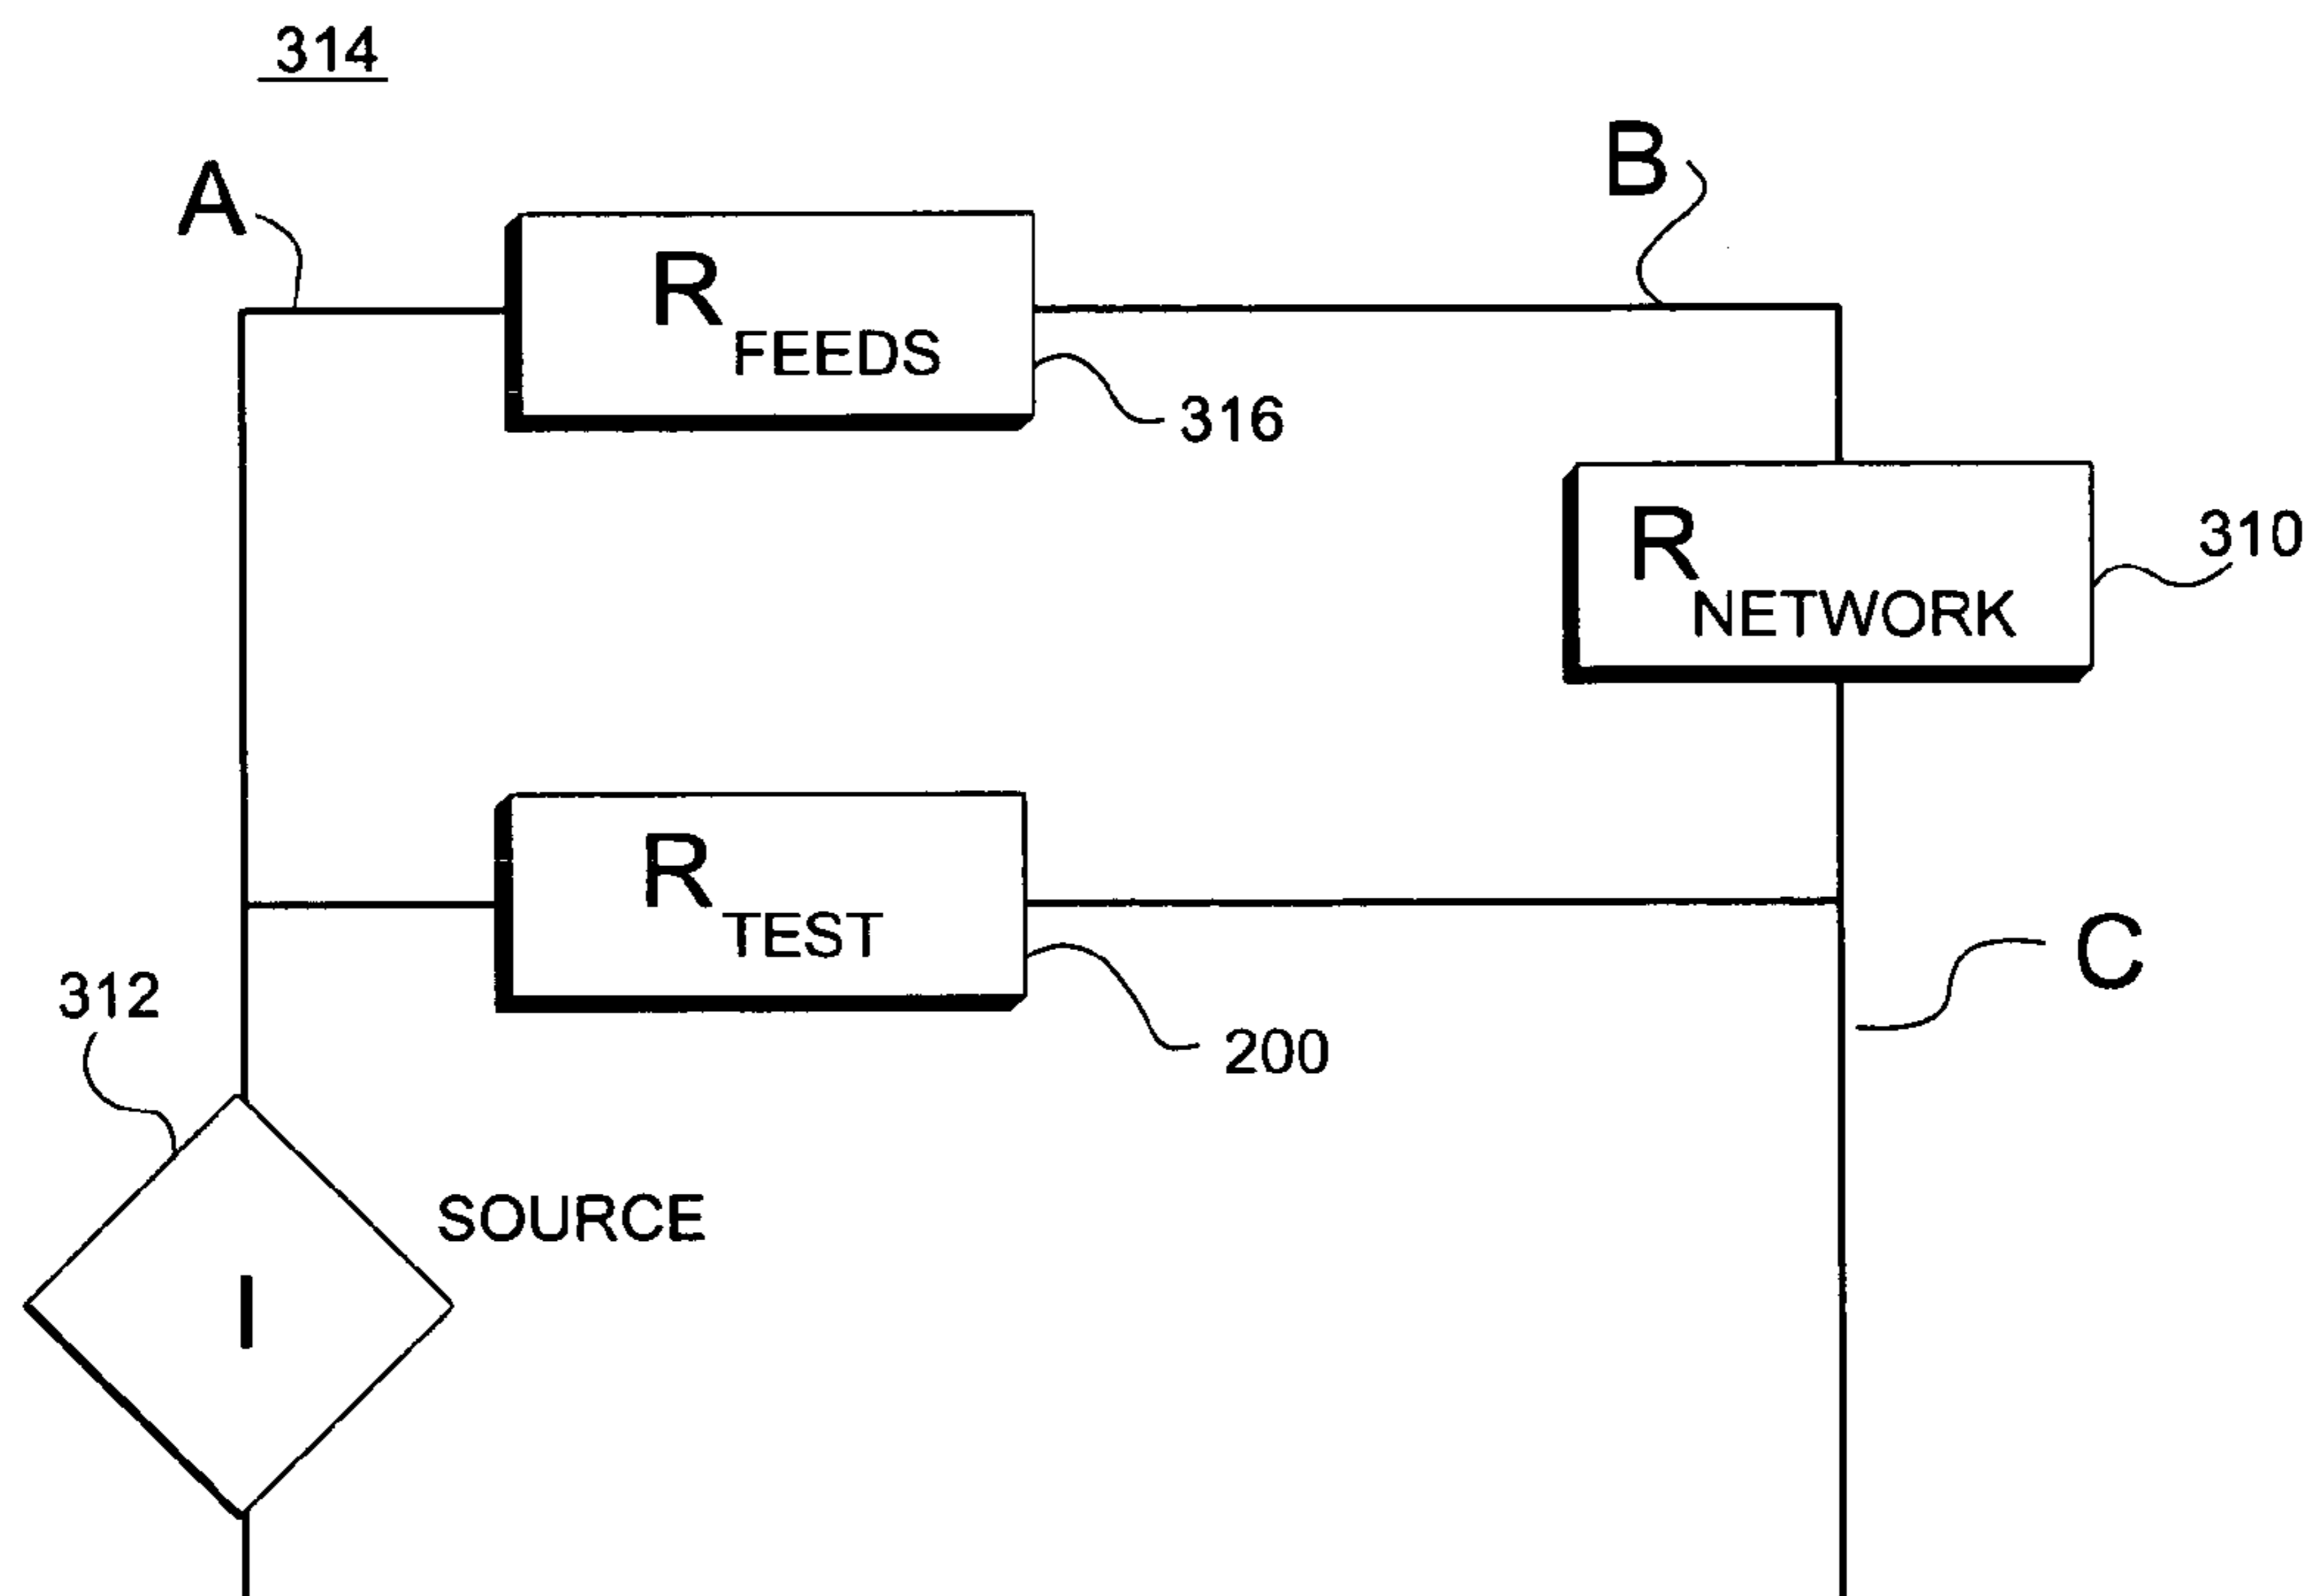 314
A
B
R FEEDS
316
R NETWORK
310
R TEST
200
C
312
SOURCE
I